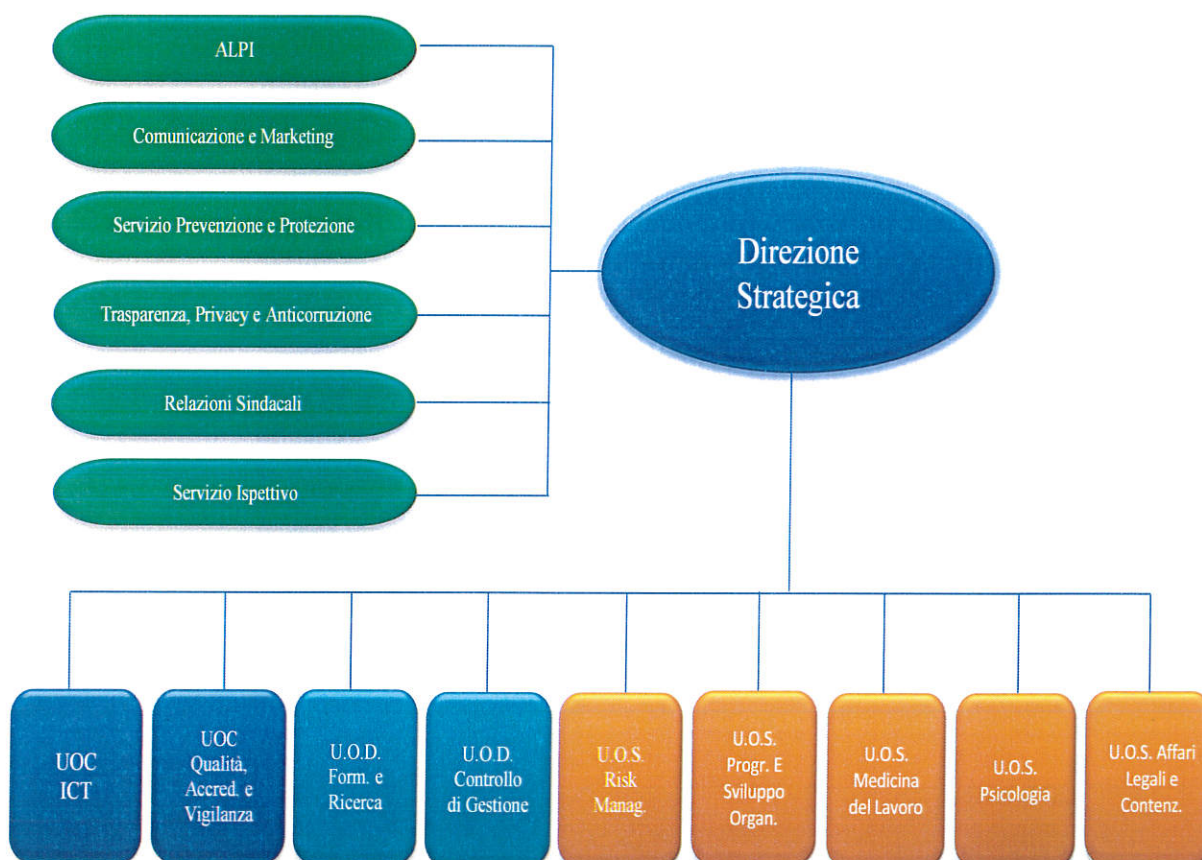 ALPI
Comunicazione e Marketing
Servizio Prevenzione e Protezione
Trasparenza, Privacy e Anticorruzione
Relazioni Sindacali
Servizio Ispettivo
Direzione
Strategica
UOC
ICT
UOC
Qualità,
Accred. e
Vigilanza
U.O.D.
Form. e
Ricerca
U.O.D.
Controllo
di Gestione
U.O.S.
Risk
Manag.
U.O.S.
Progr. E
Sviluppo
Organ.
U.O.S.
Medicina
del Lavoro
U.O.S.
Psicologia
U.O.S. Affari
Legali e
Contenz.